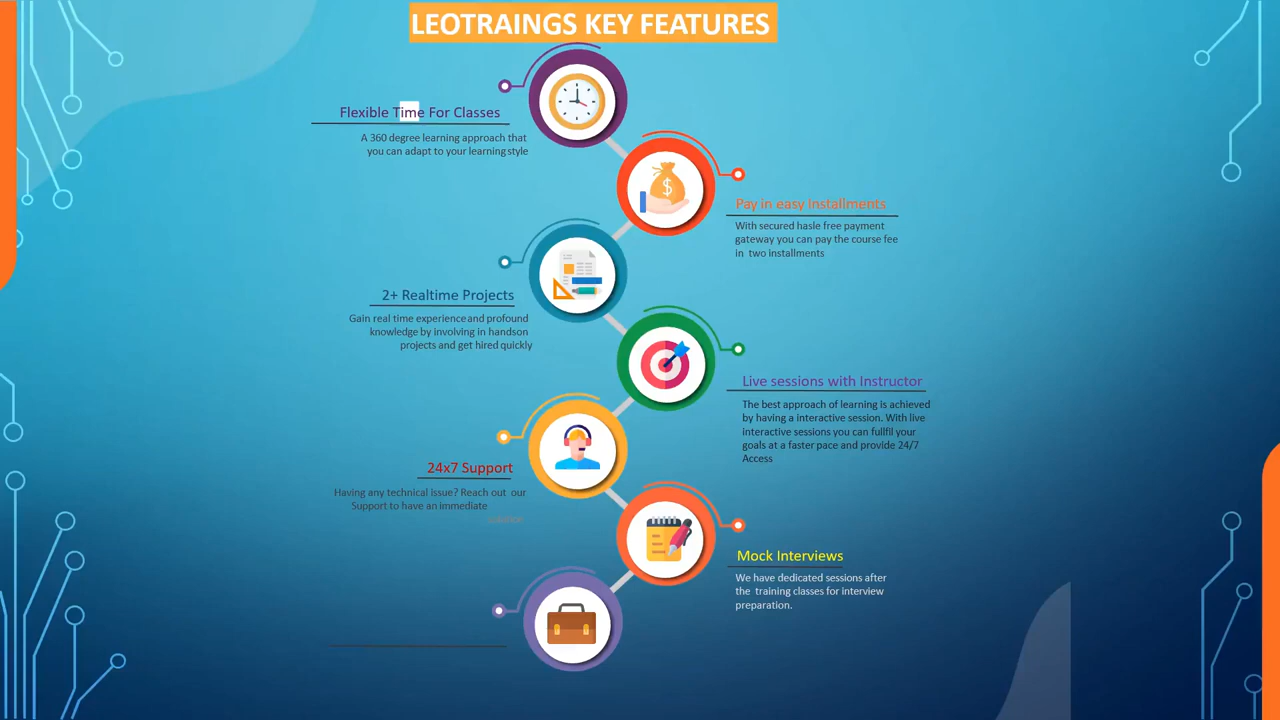 LEOTRAINGS KEY FEATURES
Flexible Time For Classes
A 360 degree learning approach that
you can adapt to your learning style
Pay in easy Installments
With secured hasle free payment
gateway you can pay the course fee
in two installments
2+ Realtime Projects
Gain real time experience and profound
knowledge by involving in handson
projects and get hired quickly
Live sessions with Instructor
The best approach of learning is achieved
by having a interactive session. With live
interactive sessions you can fullfil your
goals at a faster pace and provide 24/7
Access
24x7 Support
Having any technical issue? Reach out our
Support to have an immediate
Mock Interviews
We have dedicated sessions after
the training classes for interview
preparation.